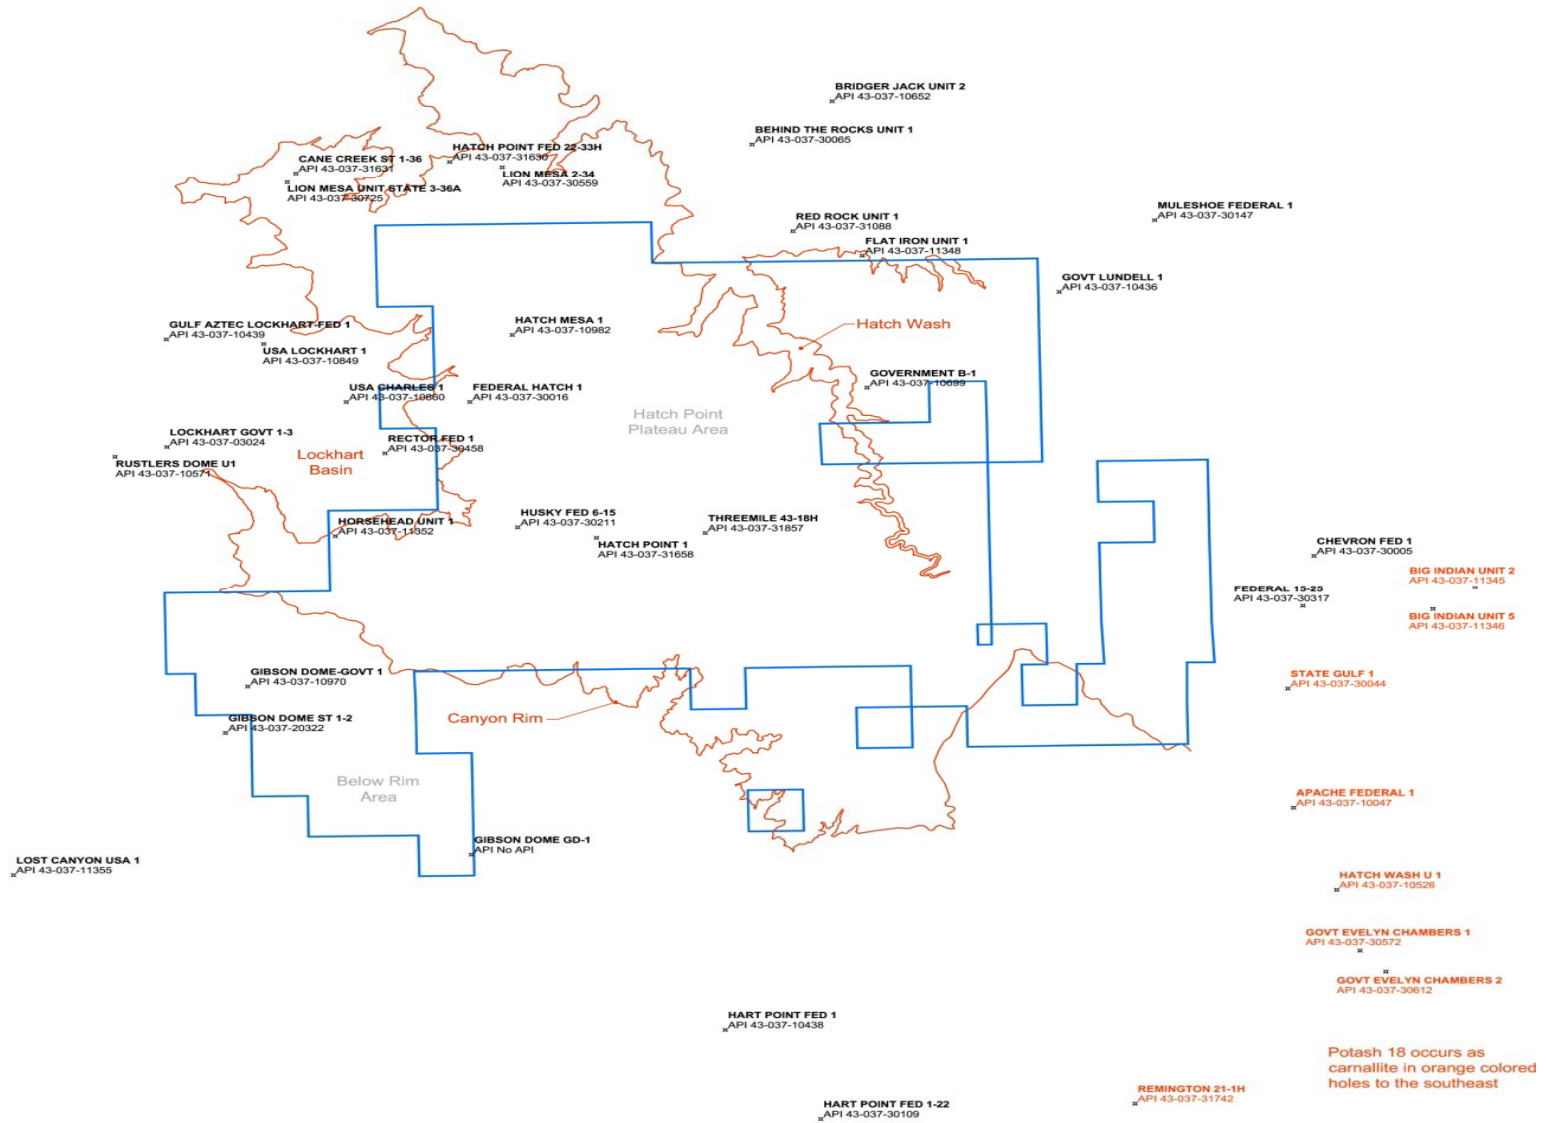 BRIDGER JACK UNIT 2
API 43-037-10652
BEHIND THE ROCKS UNIT 1
API 43-037-30065
HATCH POINT FED 22-33H
API 43-037-31630
CANE CREEK ST 1-36
API 43-037-31631
LION MESA 2-34
API 43-037-30559
LION MESA UNIT STATE 3-36A
API 43-037-30725
MULESHOE FEDERAL 1
API 43-037-30147
RED ROCK UNIT 1
API 43-037-31088
FLAT IRON UNIT 1
API 43-037-11348
GOVT LUNDELL 1
API 43-037-10436
HATCH MESA 1
API 43-037-10982
Hatch Wash
GULF AZTEC LOCKHART-FED 1
API 43-037-10439
USA LOCKHART 1
API 43-037-10849
GOVERNMENT B-1
API 43-037-10699
USA CHARLES 1
API 43-037-10860
FEDERAL HATCH 1
API 43-037-30016
Hatch Point
Plateau Area
LOCKHART GOVT 1-3
API 43-037-03024
RECTOR FED 1
API 43-037-30458
Lockhart
Basin
RUSTLERS DOME U1
API 43-037-10571
HUSKY FED 6-15
API 43-037-30211
THREEMILE 43-18H
API 43-037-31857
HORSEHEAD UNIT 1
API 43-037-11352
HATCH POINT 1
API 43-037-31658
CHEVRON FED 1
API 43-037-30005
BIG INDIAN UNIT 2
API 43-037-11345
FEDERAL 15-25
API 43-037-30317
BIG INDIAN UNIT 5
API 43-037-11346
GIBSON DOME-GOVT 1
API 43-037-10970
STATE GULF 1
API 43-037-30044
GIBSON DOME ST 1-2
API 43-037-20322
Canyon Rim
Below Rim
Area
APACHE FEDERAL 1
API 43-037-10047
GIBSON DOME GD-1
API No API
LOST CANYON USA 1
API 43-037-11355
HATCH WASH U 1
API 43-037-10526
GOVT EVELYN CHAMBERS 1
API 43-037-30572
GOVT EVELYN CHAMBERS 2
API 43-037-30612
HART POINT FED 1
API 43-037-10438
Potash 18 occurs as
carnallite in orange colored
holes to the southeast
REMINGTON 21-1H
API 43-037-31742
HART POINT FED 1-22
API 43-037-30109